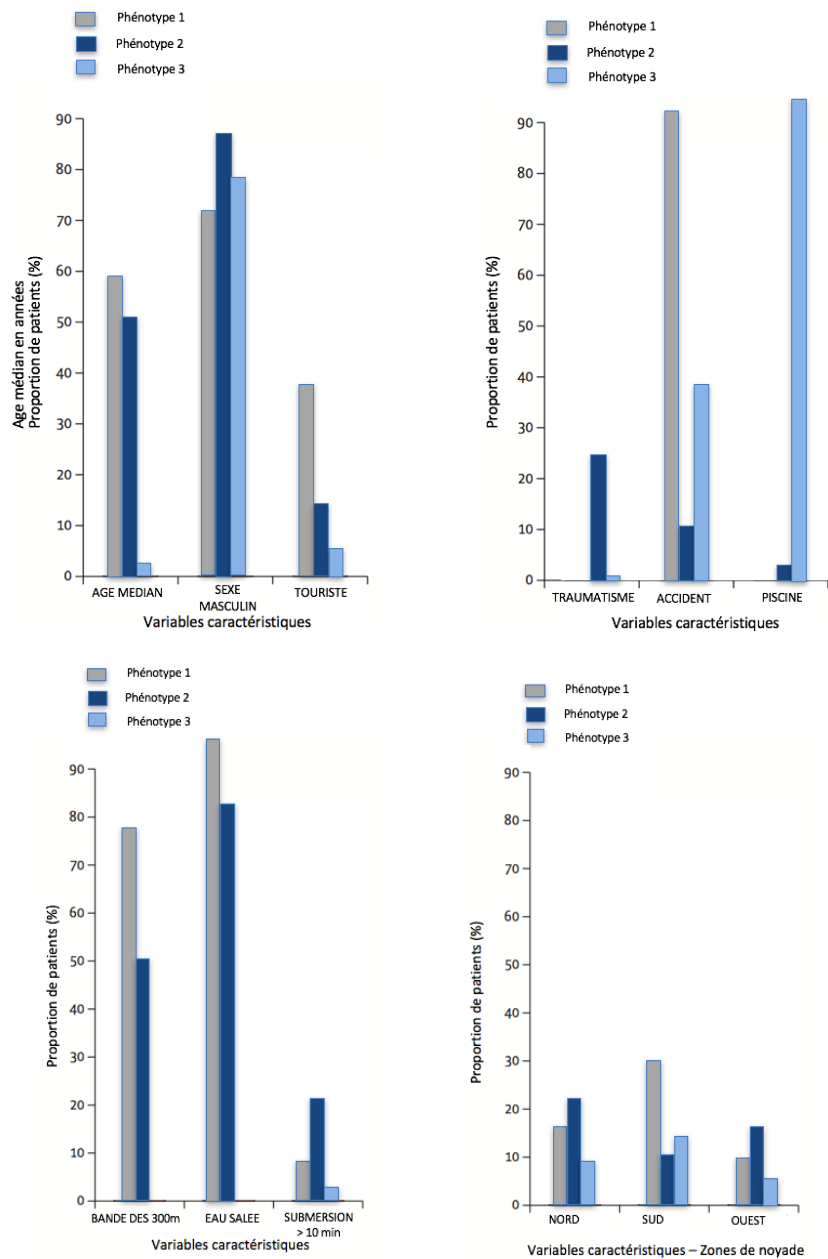 Phénotype 1
Phénotype 2
Phénotype 3
Age médian en années
Proportion de patients (%)
90
80
70
60
50
40
30
20
10
0
AGE MEDIAN
SEXE
MASCULIN
TOURISTE
Variables caractéristiques
Phénotype 1
Phénotype 2
Phénotype 3
Proportion de patients (%)
90
80
70
60
50
40
30
20
10
0
TRAUMATISME
ACCIDENT
PISCINE
Variables caractéristiques
Phénotype 1
Phénotype 2
Phénotype 3
Proportion de patients (%)
90
80
70
60
50
40
30
20
10
0
BANDE DES 300m
EAU SALEE
SUBMERSION
> 10 min
Variables caractéristiques
Phénotype 1
Phénotype 2
Phénotype 3
Proportion de patients (%)
90
80
70
60
50
40
30
20
10
0
NORD
SUD
OUEST
Variables caractéristiques – Zones de noyade